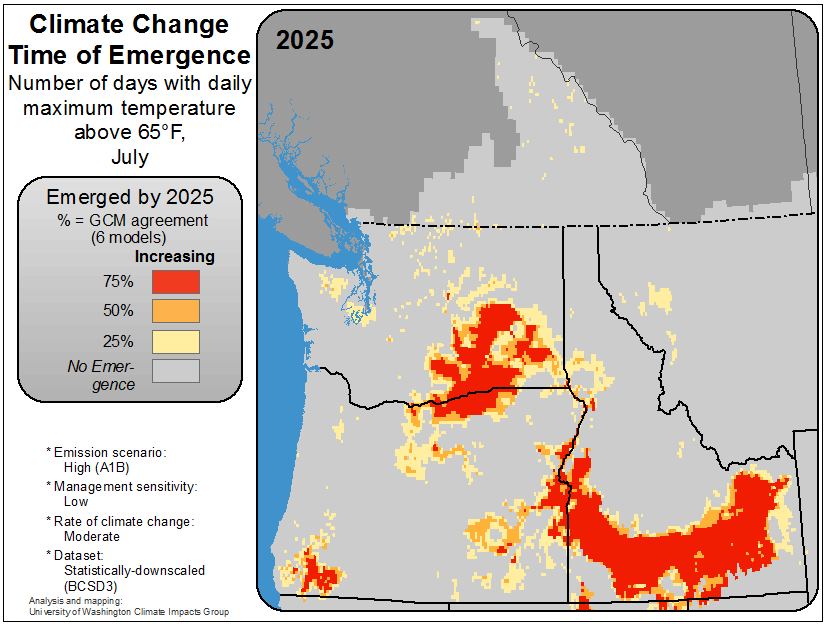 Climate Change
Time of Emergence
Number of days with daily
maximum temperature
above 65°F,
July
Emerged by 2025
% = GCM agreement
(6 models)
Increasing
75%
50%
25%
No Emer-
gence
* Emission scenario:
High (A1B)
* Management sensitivity:
Low
* Rate of climate change:
Moderate
* Dataset:
Statistically-downscaled
(BCSD3)
Analysis and mapping:
University of Washington Climate Impacts Group
2025